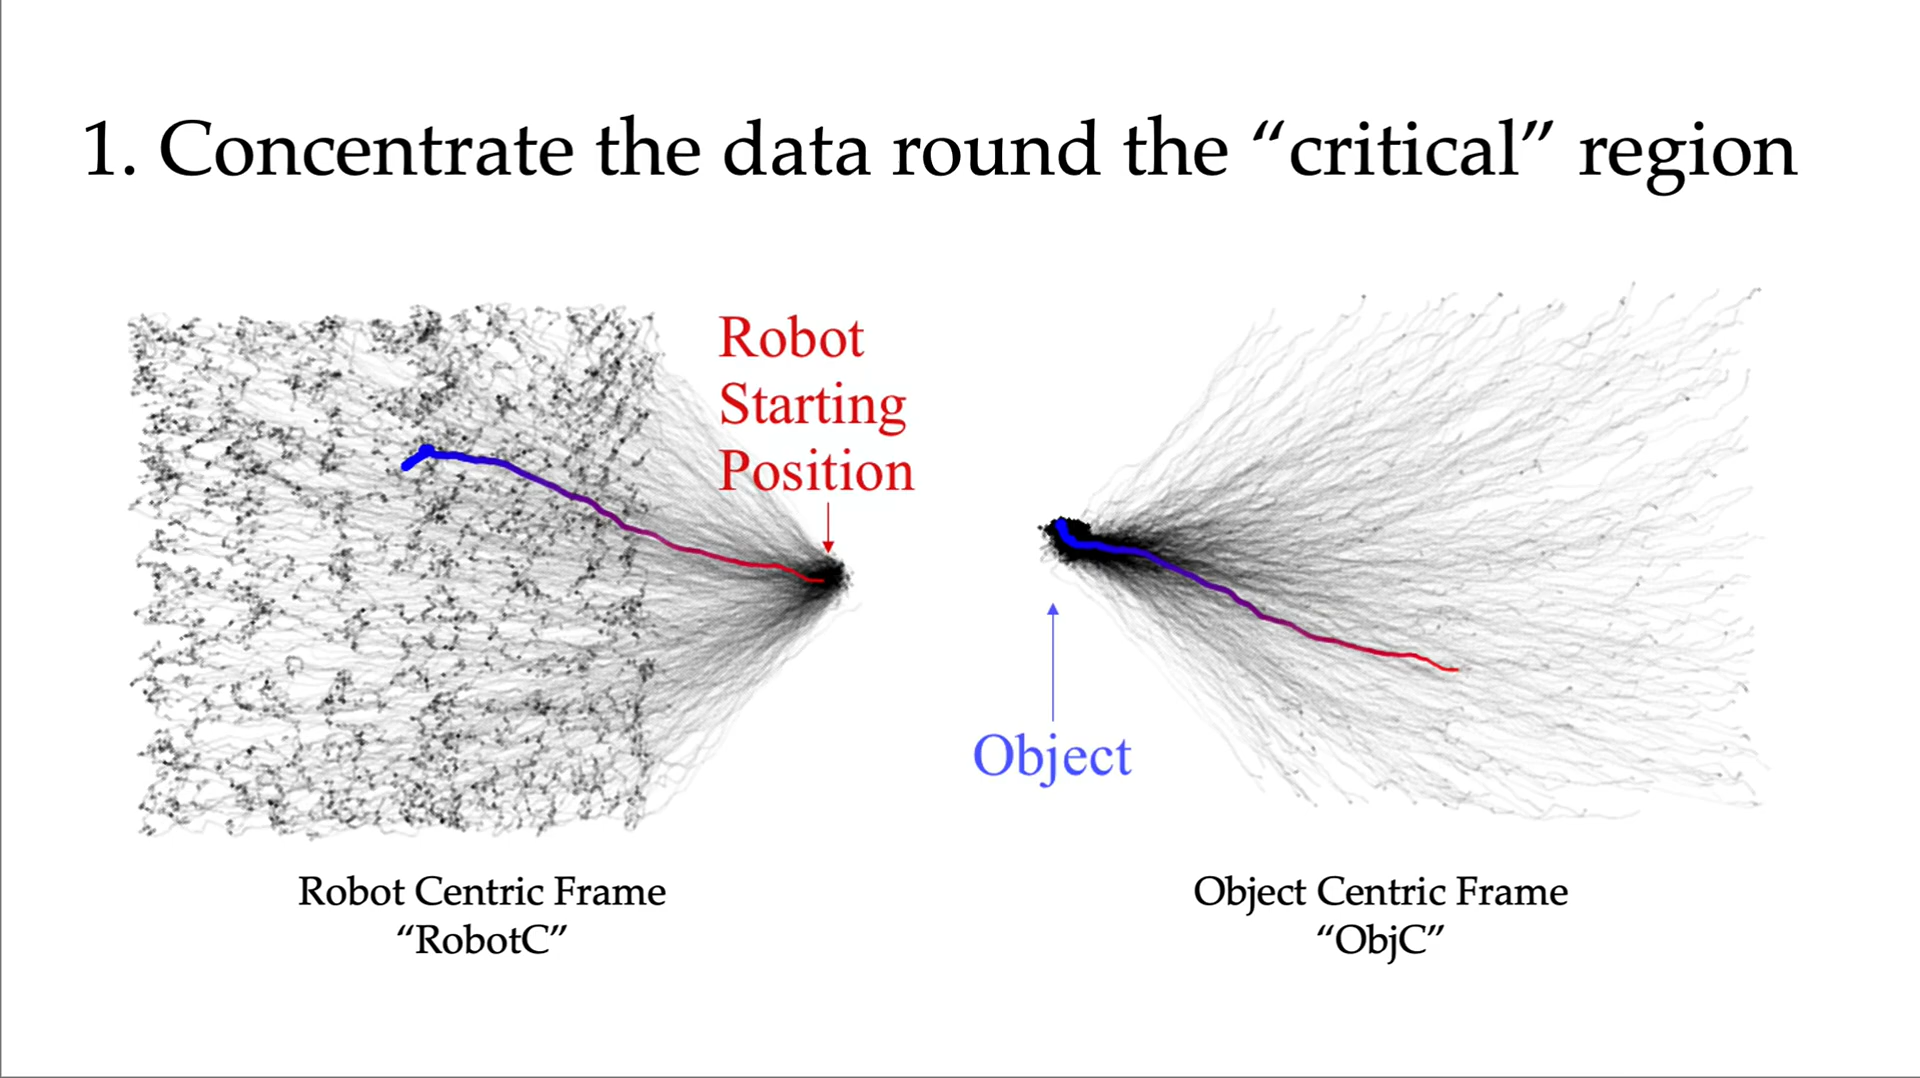 1. Concentrate the data round the “critical” region
Robot
Starting
Position
Object
Robot Centric Frame
“RobotC”
Object Centric Frame
“ObjC”